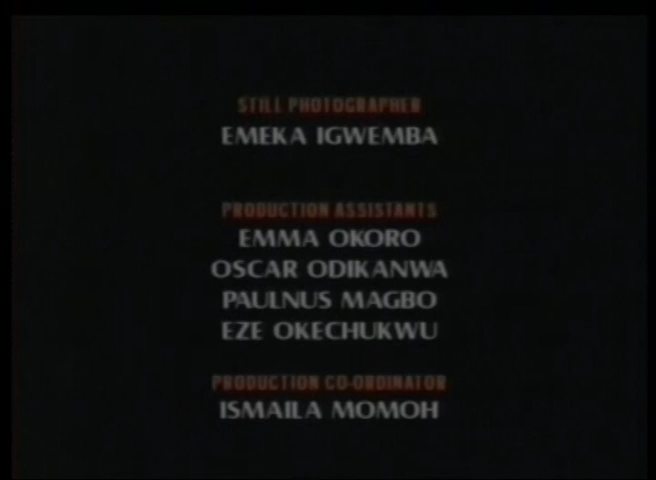 STILL PHOTOGRAPHER
EMEKA IGWEMBA
PRODUCTION ASSISTANTS
EMMA OKORO
OSCAR ODIKANWA
PAULNUS MAGBO
EZE OKECHUKWU
PRODUCTION CO-ORDINATOR
ISMAILA MOMOH